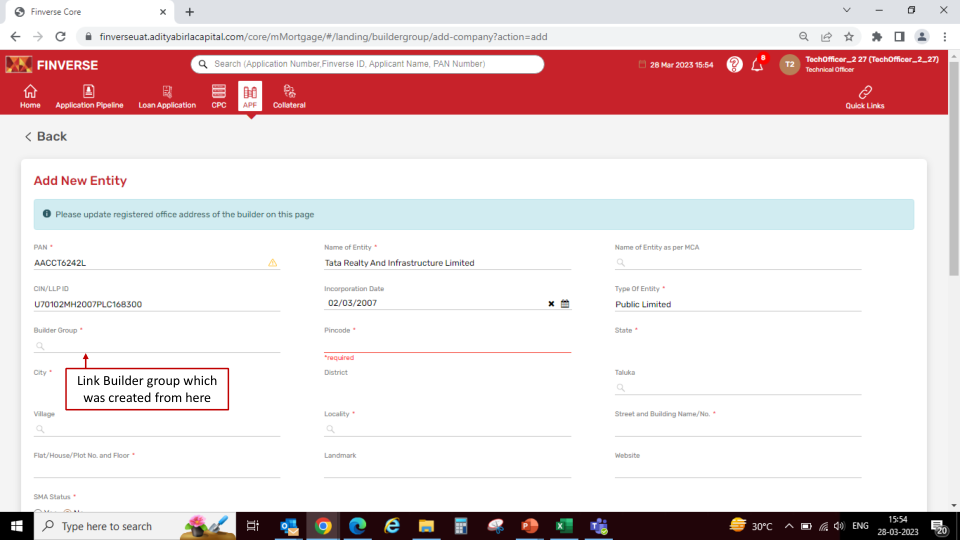 Finverse Core
finverseuat.adityabirlacapital.com/core/mMortgage/#/landing/buildergroup/add-company?action=add
FINVERSE
Search (Application Number,Finverse ID, Applicant Name, PAN Number)
28 Mar 2023 15:54
8
T2
TechOfficer_2 27 (TechOfficer_2_27)
Technical Officer
Home
Application Pipeline
Loan Application
CPC
APF
Collateral
Quick Links
< Back
Add New Entity
Please update registered office address of the builder on this page
PAN *
Name of Entity *
Name of Entity as per MCA
AACCT6242L
Tata Realty And Infrastructure Limited
CIN/LLP ID
Incorporation Date
Type Of Entity *
U70102MH2007PLC168300
02/03/2007
Public Limited
Builder Group *
Pincode *
State *
*required
City *
District
Taluka
Link Builder group which
was created from here
Village
Locality *
Street and Building Name/No. *
Flat/House/Plot No. and Floor *
Landmark
Website
SMA Status *
Type here to search
30°C
ENG
15:54
28-03-2023
20